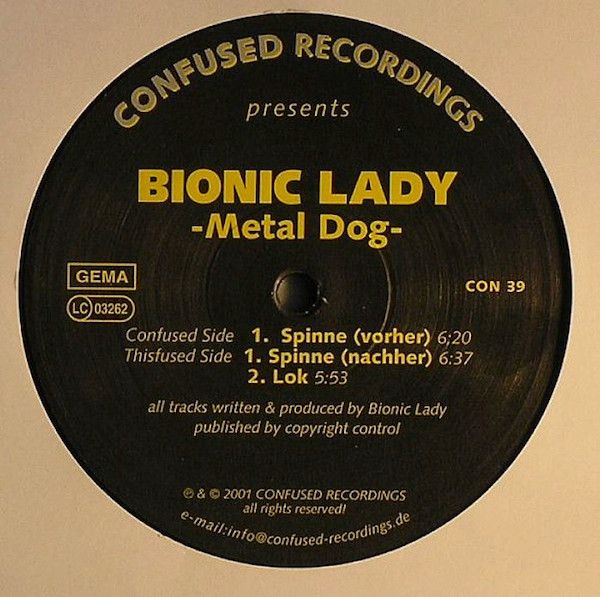 CONFUSED RECORDINGS
presents
BIONIC LADY
-Metal Dog-
GEMA
LC 03262
CON 39
Confused Side 1. Spinne (vorher) 6;20
Thisfused Side 1. Spinne (nachher) 6:37
2. Lok 5:53
all tracks written & produced by Bionic Lady
published by copyright control
℗ & © 2001 CONFUSED RECORDINGS
all rights reserved!
e-mail:info@confused-recordings.de